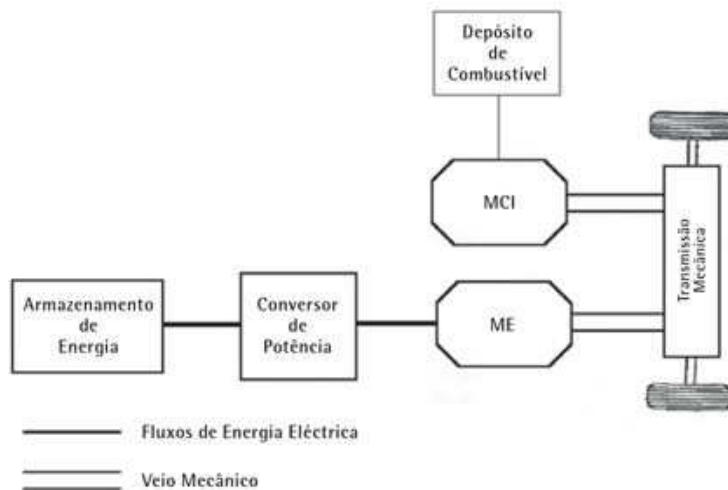 Depósito
de
Combustível
MCI
Transmissão
Mecânica
Armazenamento
de
Energia
Conversor
de
Potência
ME
Fluxos de Energia Eléctrica
Veio Mecânico